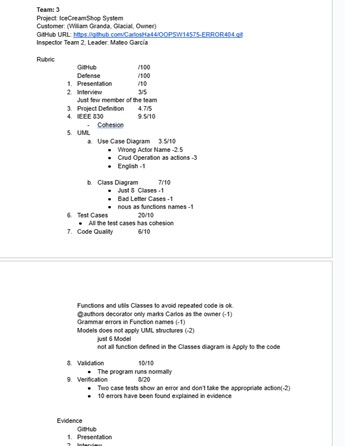 Team: 3
Project: IceCreamShop System
Customer: (Wiliam Granda, Glacial, Owner)
GitHub URL: https://github.com/CarlosHa44/OOPSW14575-ERROR404.git
Inspector Team 2, Leader: Mateo García
Rubric
GitHub /100
Defense /100
1. Presentation /10
2. Interview 3/5
Just few member of the team
3. Project Definition 4.7/5
4. IEEE 830 9.5/10
- Cohesion
5. UML
a. Use Case Diagram 3.5/10
• Wrong Actor Name -2.5
• Crud Operation as actions -3
• English -1
b. Class Diagram 7/10
• Just 8 Clases -1
• Bad Letter Cases -1
• nous as functions names -1
6. Test Cases 20/10
• All the test cases has cohesion
7. Code Quality 6/10
Functions and utils Classes to avoid repeated code is ok.
@authors decorator only marks Carlos as the owner (-1)
Grammar errors in Function names (-1)
Models does not apply UML structures (-2)
just 6 Model
not all function defined in the Classes diagram is Apply to the code
8. Validation 10/10
• The program runs normally
9. Verification 8/20
• Two case tests show an error and don't take the appropriate action(-2)
• 10 errors have been found explained in evidence
Evidence
GitHub
1. Presentation
2. Interview